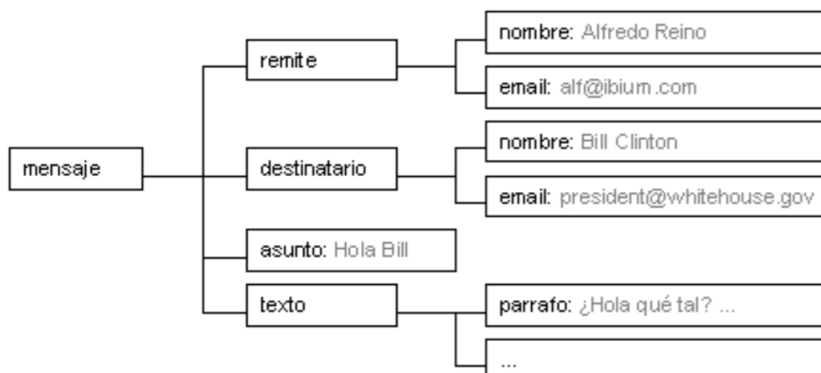 mensaje
remite
nombre: Alfredo Reino
email: alf@ibium.com
destinatario
nombre: Bill Clinton
email: president@whitehouse.gov
asunto: Hola Bill
texto
parrafo: ¿Hola qué tal? ...
...